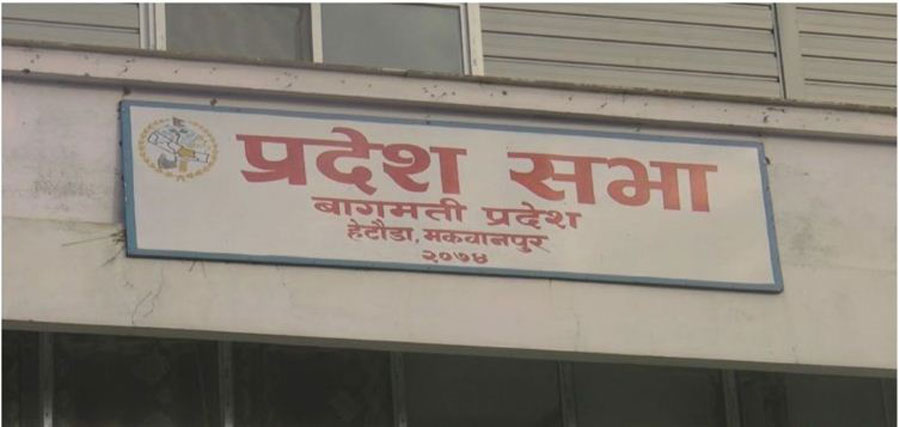 प्रदेश सभा
बागमती प्रदेश
हेटौडा, मकवानपुर
२०७४